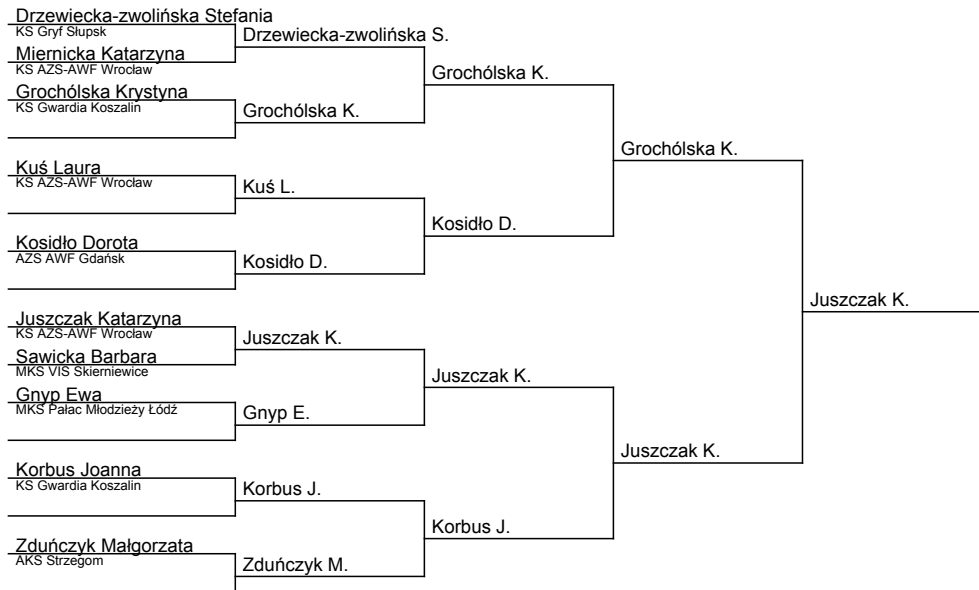 Drzewiecka-zwolińska Stefania
KS Gryf Słupsk
Drzewiecka-zwolińska S.
Miernicka Katarzyna
KS AZS-AWF Wrocław
Grochólska K.
Grochólska Krystyna
KS Gwardia Koszalin
Grochólska K.
Grochólska K.
Kuś Laura
KS AZS-AWF Wrocław
Kuś L.
Kosidło D.
Kosidło Dorota
AZS AWF Gdańsk
Kosidło D.
Juszczak K.
Juszczak Katarzyna
KS AZS-AWF Wrocław
Juszczak K.
Sawicka Barbara
MKS VIS Skierniewice
Juszczak K.
Gnyp Ewa
MKS Pałac Młodzieży Łódź
Gnyp E.
Juszczak K.
Korbus Joanna
KS Gwardia Koszalin
Korbus J.
Korbus J.
Zduńczyk Małgorzata
AKS Strzegom
Zduńczyk M.